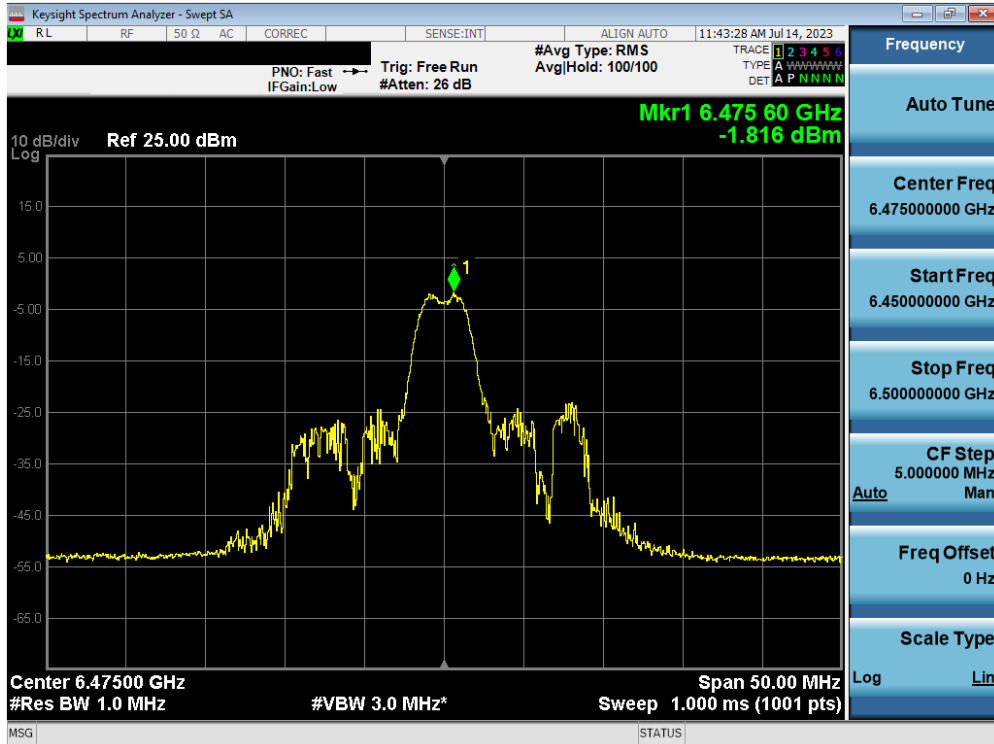 Keysight Spectrum Analyzer - Swept SA
LXI RL RF 50 Ω AC CORREC SENSE:INT ALIGN AUTO 11:43:28 AM Jul 14, 2023
PNO: Fast Trig: Free Run #Avg Type: RMS TRACE 1 2 3 4 5 6
IFGain:Low #Atten: 26 dB Avg|Hold: 100/100 TYPE A WWWWW
DET A P N N N N
Mkr1 6.475 60 GHz
-1.816 dBm
10 dB/div Ref 25.00 dBm
Log
15.0
5.00
1
-5.00
-15.0
-25.0
-35.0
-45.0
-55.0
-65.0
Center 6.47500 GHz Span 50.00 MHz
#Res BW 1.0 MHz #VBW 3.0 MHz* Sweep 1.000 ms (1001 pts)
MSG STATUS
Frequency
Auto Tune
Center Freq
6.475000000 GHz
Start Freq
6.450000000 GHz
Stop Freq
6.500000000 GHz
CF Step
5.000000 MHz
Auto Man
Freq Offset
0 Hz
Scale Type
Log Lin